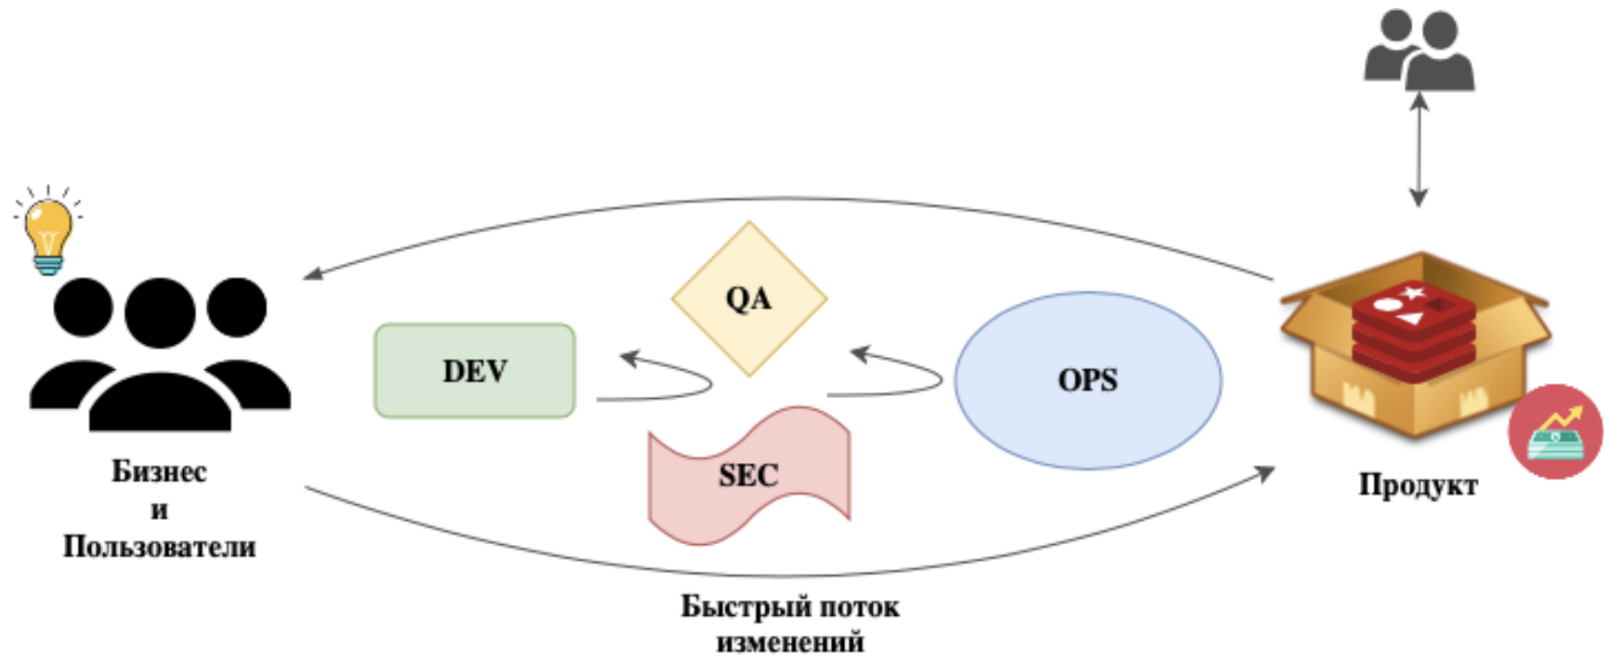 QA
DEV
OPS
SEC
Бизнес
и
Пользователи
Продукт
Быстрый поток
изменений